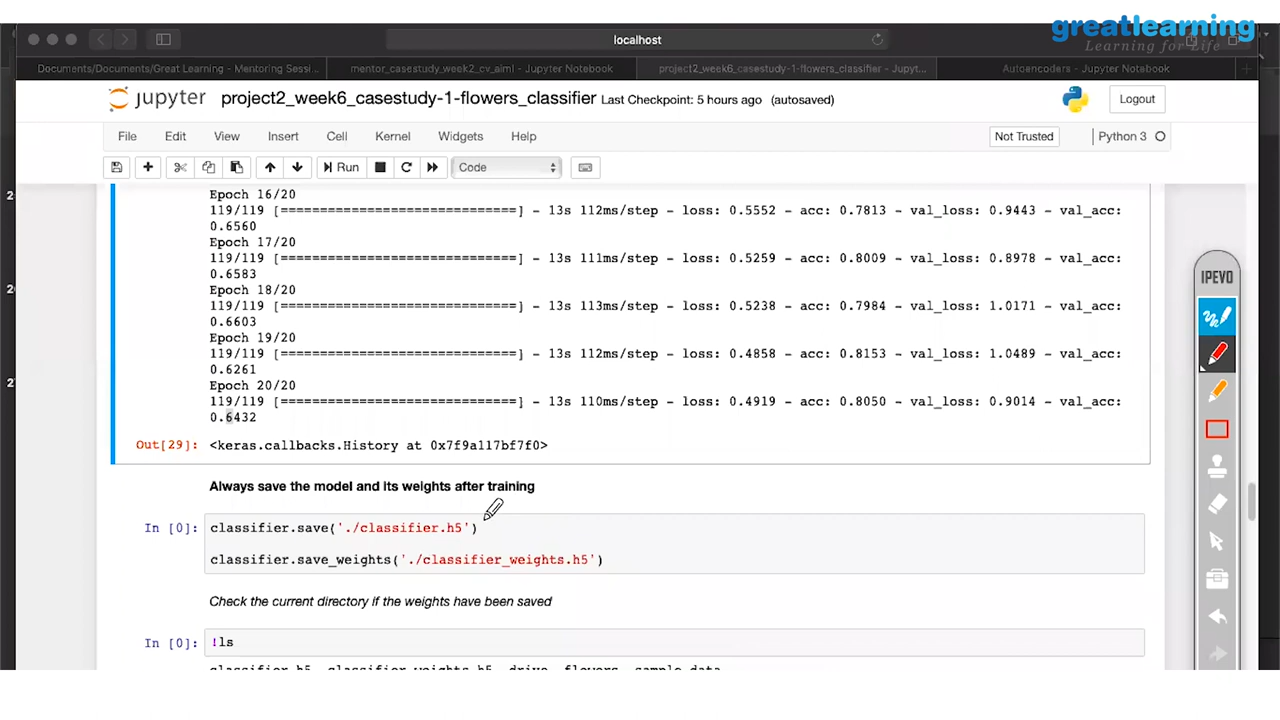 greatlearning
Learning for Life
localhost
Documents/Documents/Great Learning - Mentoring Sessi...
mentor_casestudy_week2_cv_aiml - Jupyter Notebook
project2_week6_casestudy-1-flowers_classifier - Jupyt...
Autoencoders - Jupyter Notebook
jupyter project2_week6_casestudy-1-flowers_classifier Last Checkpoint: 5 hours ago (autosaved)
Logout
File Edit View Insert Cell Kernel Widgets Help
Not Trusted
Python 3
Run
Code
Epoch 16/20
119/119 [==============================] - 13s 112ms/step - loss: 0.5552 - acc: 0.7813 - val_loss: 0.9443 - val_acc:
0.6560
Epoch 17/20
119/119 [==============================] - 13s 111ms/step - loss: 0.5259 - acc: 0.8009 - val_loss: 0.8978 - val_acc:
0.6583
Epoch 18/20
119/119 [==============================] - 13s 113ms/step - loss: 0.5238 - acc: 0.7984 - val_loss: 1.0171 - val_acc:
0.6603
Epoch 19/20
119/119 [==============================] - 13s 112ms/step - loss: 0.4858 - acc: 0.8153 - val_loss: 1.0489 - val_acc:
0.6261
Epoch 20/20
119/119 [==============================] - 13s 110ms/step - loss: 0.4919 - acc: 0.8050 - val_loss: 0.9014 - val_acc:
0.6432
Out[29]: <keras.callbacks.History at 0x7f9a117bf7f0>
Always save the model and its weights after training
In [0]: classifier.save('./classifier.h5')
classifier.save_weights('./classifier_weights.h5')
Check the current directory if the weights have been saved
In [0]: !ls
classifier.h5 classifier_weights.h5 drive flowers sample_data
IPEVO